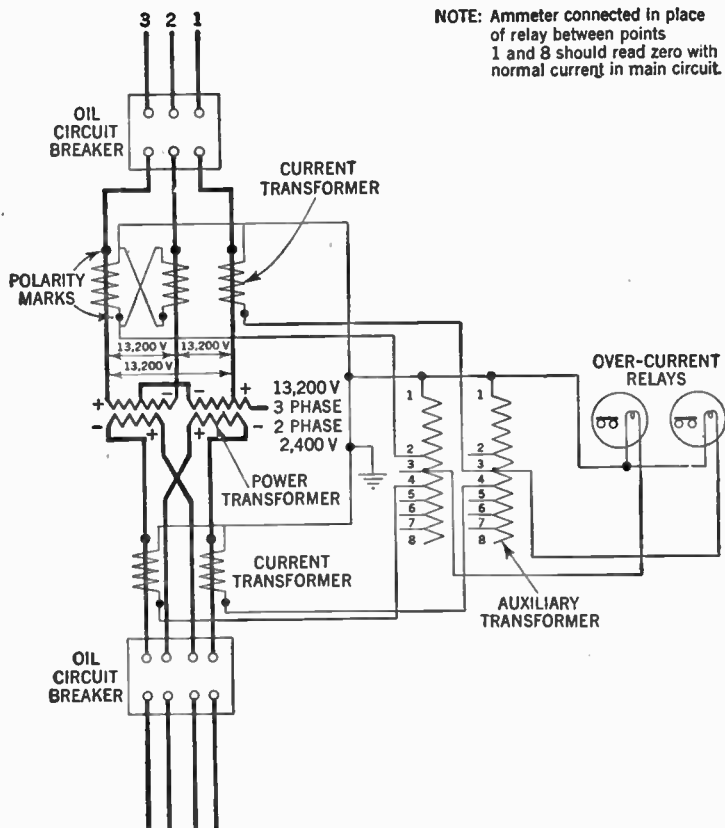 NOTE: Ammeter connected in place
of relay between points
1 and 8 should read zero with
normal current in main circuit.
3 2 1
OIL
CIRCUIT
BREAKER
CURRENT
TRANSFORMER
POLARITY
MARKS
13,200 V 13,200 V
13,200 V
+ - - +
- + + -
13,200 V
3 PHASE
2 PHASE
2,400 V
POWER
TRANSFORMER
OVER-CURRENT
RELAYS
1
2
3
4
5
6
7
8
1
2
3
4
5
6
7
8
CURRENT
TRANSFORMER
AUXILIARY
TRANSFORMER
OIL
CIRCUIT
BREAKER